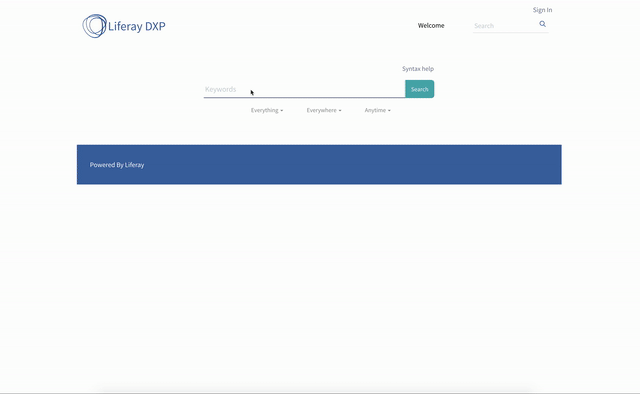 Sign In
Liferay DXP
Welcome
Search
Syntax help
Keywords
Search
Everything
Everywhere
Anytime
Powered By Liferay